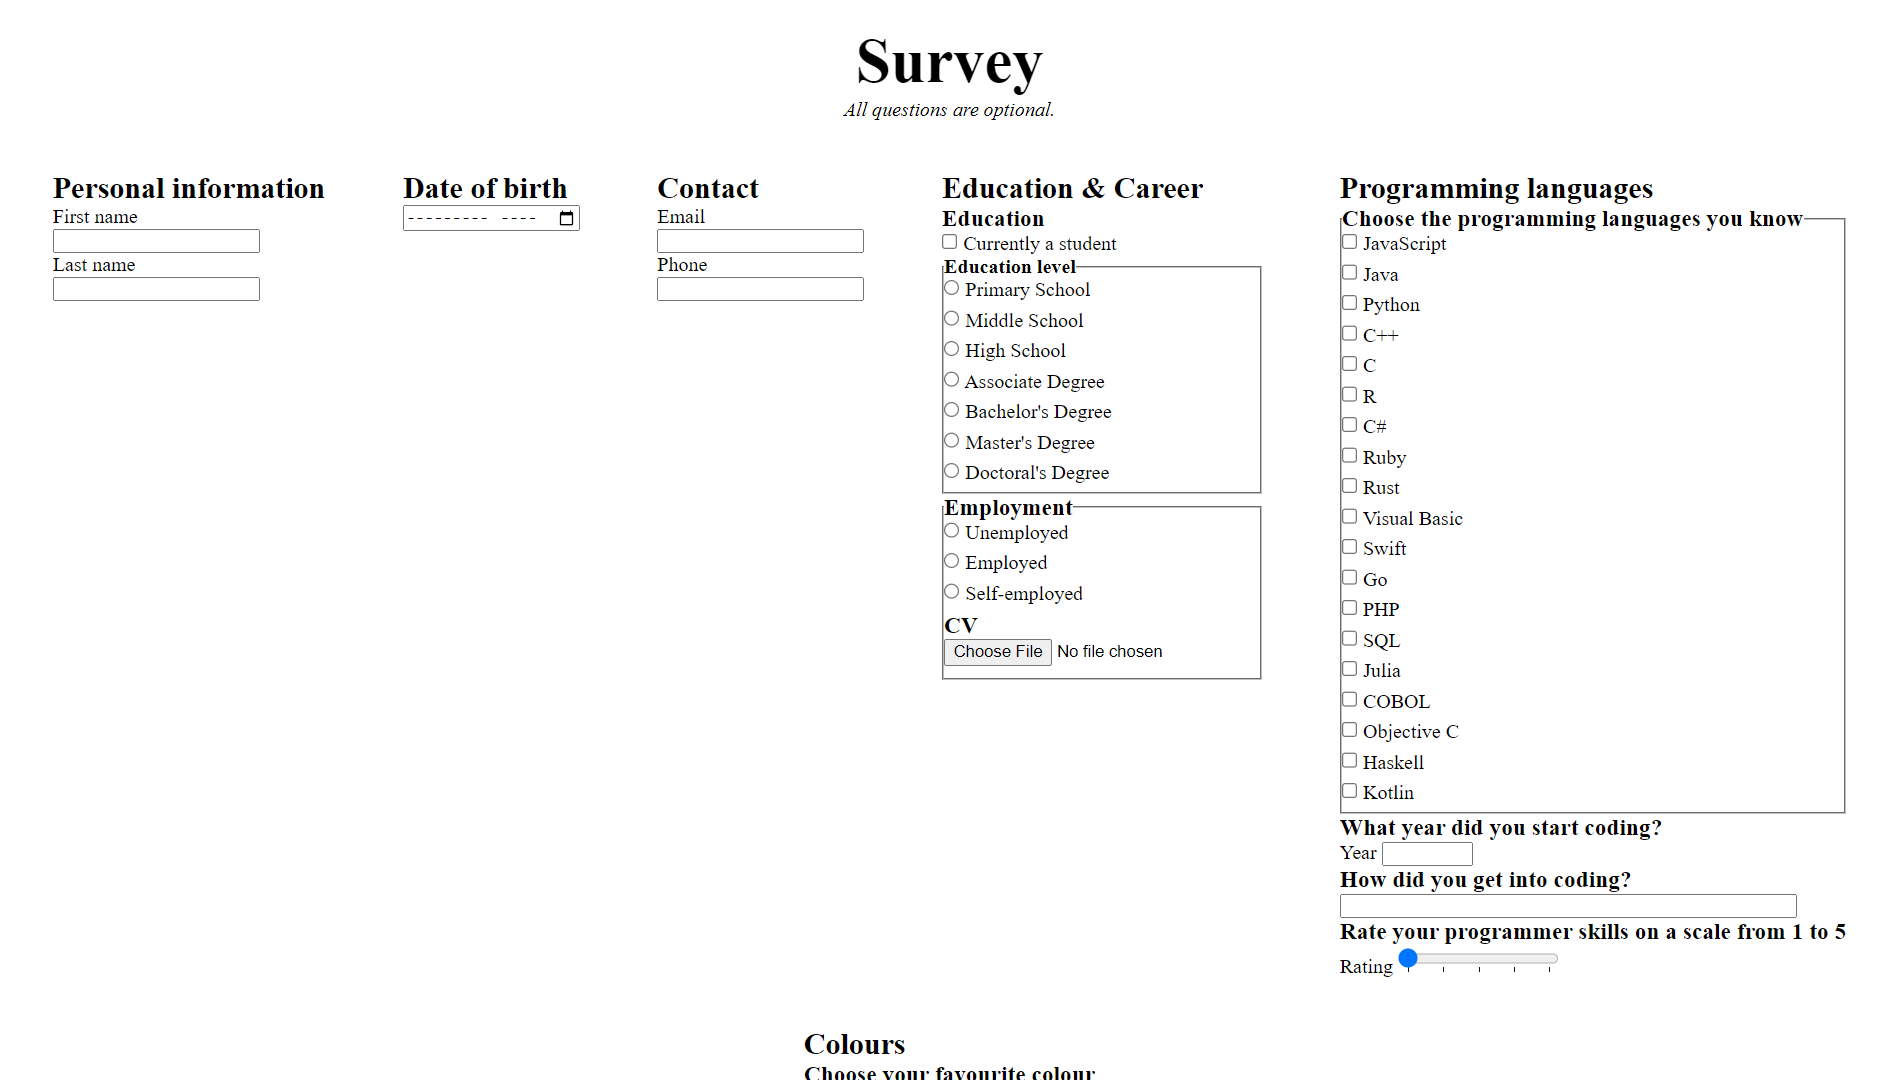 Survey
All questions are optional.
Personal information
First name
Last name
Date of birth
--------- ----
Contact
Email
Phone
Education & Career
Education
Currently a student
Education level
Primary School
Middle School
High School
Associate Degree
Bachelor's Degree
Master's Degree
Doctoral's Degree
Employment
Unemployed
Employed
Self-employed
CV
Choose File No file chosen
Programming languages
Choose the programming languages you know
JavaScript
Java
Python
C++
C
R
C#
Ruby
Rust
Visual Basic
Swift
Go
PHP
SQL
Julia
COBOL
Objective C
Haskell
Kotlin
What year did you start coding?
Year
How did you get into coding?
Rate your programmer skills on a scale from 1 to 5
Rating
Colours
Choose your favourite colour